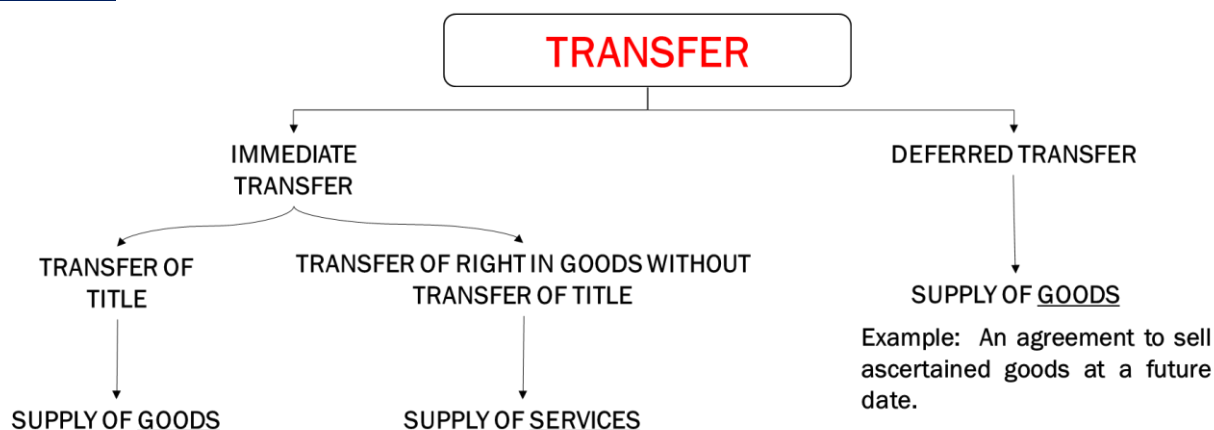 TRANSFER
IMMEDIATE
TRANSFER
DEFERRED TRANSFER
TRANSFER OF
TITLE
TRANSFER OF RIGHT IN GOODS WITHOUT
TRANSFER OF TITLE
SUPPLY OF GOODS
Example: An agreement to sell
ascertained goods at a future
date.
SUPPLY OF GOODS
SUPPLY OF SERVICES